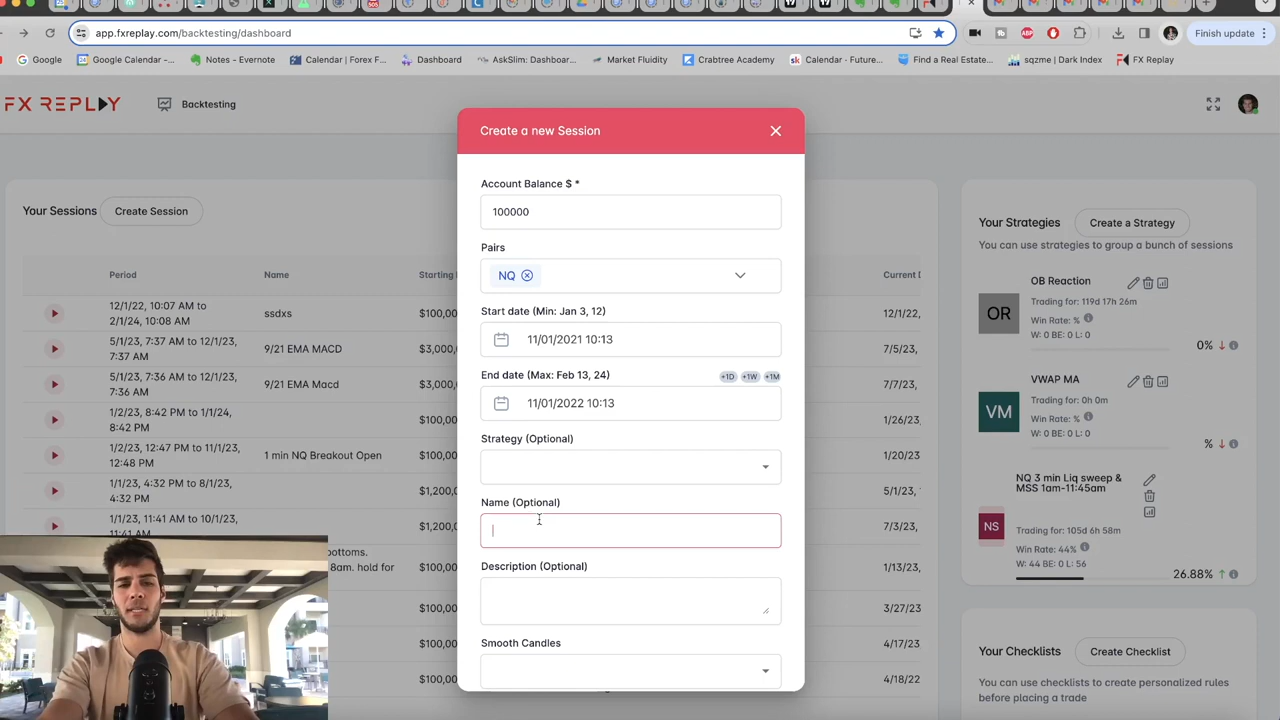 app.fxreplay.com/backtesting/dashboard
Finish update
Google
Google Calendar -...
Notes - Evernote
Calendar | Forex F...
Dashboard
AskSlim: Dashboar...
Market Fluidity
Crabtree Academy
Calendar - Future...
Find a Real Estate...
sqzme | Dark Index
FX Replay
FX REPLAY
Backtesting
Create a new Session
Account Balance $ *
100000
Pairs
NQ
Start date (Min: Jan 3, 12)
11/01/2021 10:13
End date (Max: Feb 13, 24)
+1D +1W +1M
11/01/2022 10:13
Strategy (Optional)
Name (Optional)
Description (Optional)
Smooth Candles
Your Sessions
Create Session
Period Name Starting Current D
12/1/22, 10:07 AM to
2/1/24, 10:08 AM
ssdxs
$100,00
12/1/22,
5/1/23, 7:37 AM to 12/1/23,
7:37 AM
9/21 EMA MACD
$3,000,
7/5/23,
5/1/23, 7:36 AM to 12/1/23,
7:36 AM
9/21 EMA Macd
$3,000,
7/7/23,
1/2/23, 8:42 PM to 1/1/24,
8:42 PM
$100,00
1/26/23
1/2/23, 12:47 PM to 11/1/23,
12:48 PM
1 min NQ Breakout Open
$100,00
1/20/23
1/1/23, 4:32 PM to 8/1/23,
4:32 PM
$1,200,
5/1/23,
1/1/23, 11:41 AM to 10/1/23,
11:41 AM
$1,200,
7/3/23,
bottoms.
8am. hold for
$100,00
1/13/23,
$100,00
3/27/23
$100,00
4/17/23
$100,00
4/18/22
Your Strategies
Create a Strategy
You can use strategies to group a bunch of sessions
OR
OB Reaction
Trading for: 119d 17h 26m
Win Rate: %
W: 0 BE: 0 L: 0
0%
VM
VWAP MA
Trading for: 0h 0m
Win Rate: %
W: 0 BE: 0 L: 0
%
NS
NQ 3 min Liq sweep &
MSS 1am-11:45am
Trading for: 105d 6h 58m
Win Rate: 44%
W: 44 BE: 0 L: 56
26.88%
Your Checklists
Create Checklist
You can use checklists to create personalized rules
before placing a trade